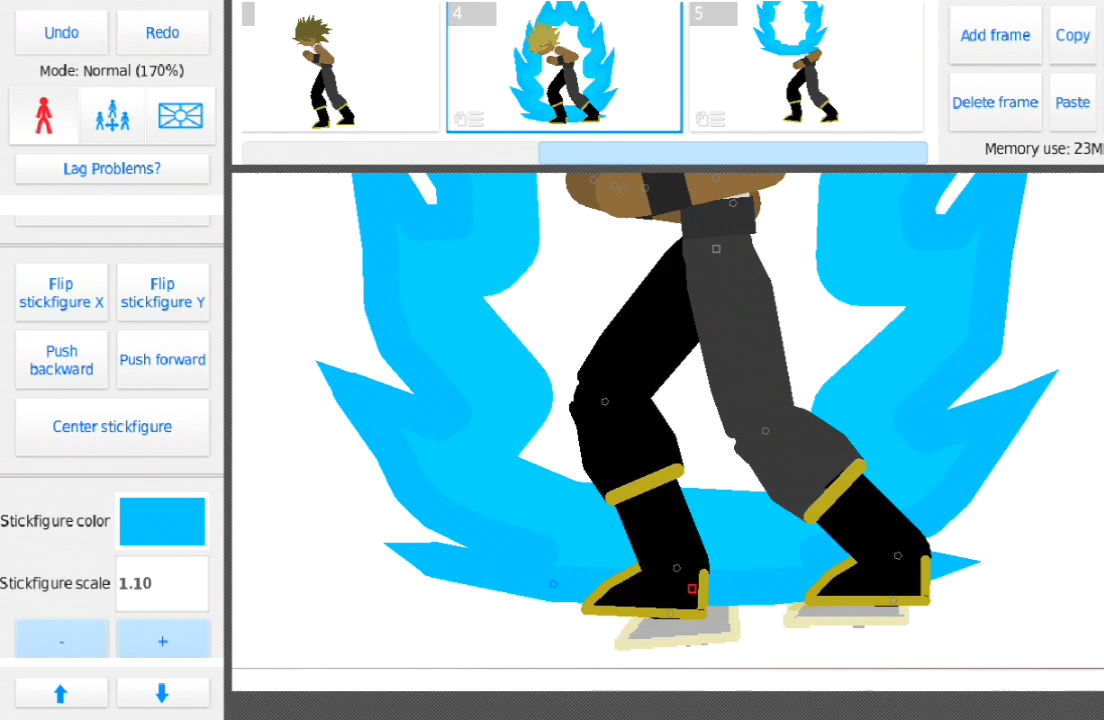 Undo
Redo
Mode: Normal (170%)
Lag Problems?
Flip
stickfigure X
Flip
stickfigure Y
Push
backward
Push forward
Center stickfigure
Stickfigure color
Stickfigure scale
1.10
-
+
4
5
Add frame
Copy
Delete frame
Paste
Memory use: 23M